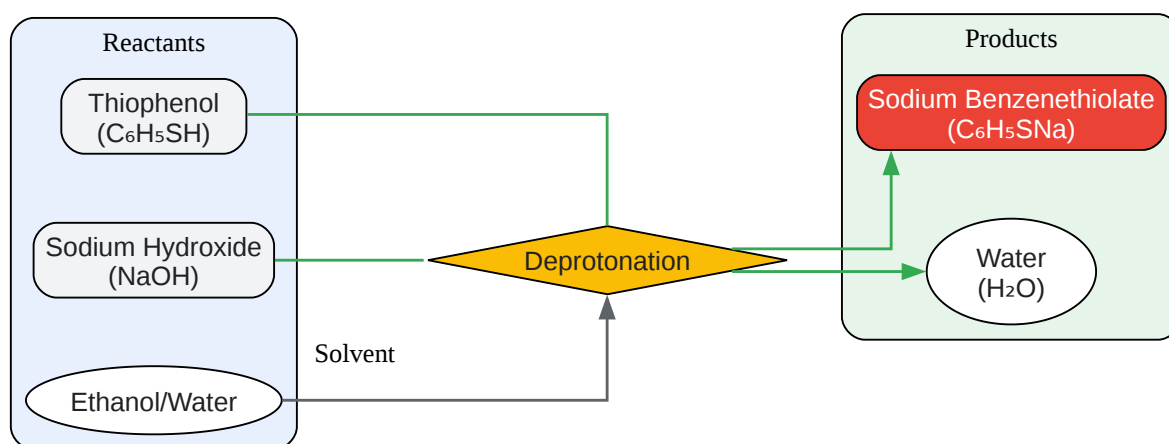 Reactants
Thiophenol
(C₆H₅SH)
Sodium Hydroxide
(NaOH)
Ethanol/Water
Solvent
Deprotonation
Products
Sodium Benzenethiolate
(C₆H₅SNa)
Water
(H₂O)